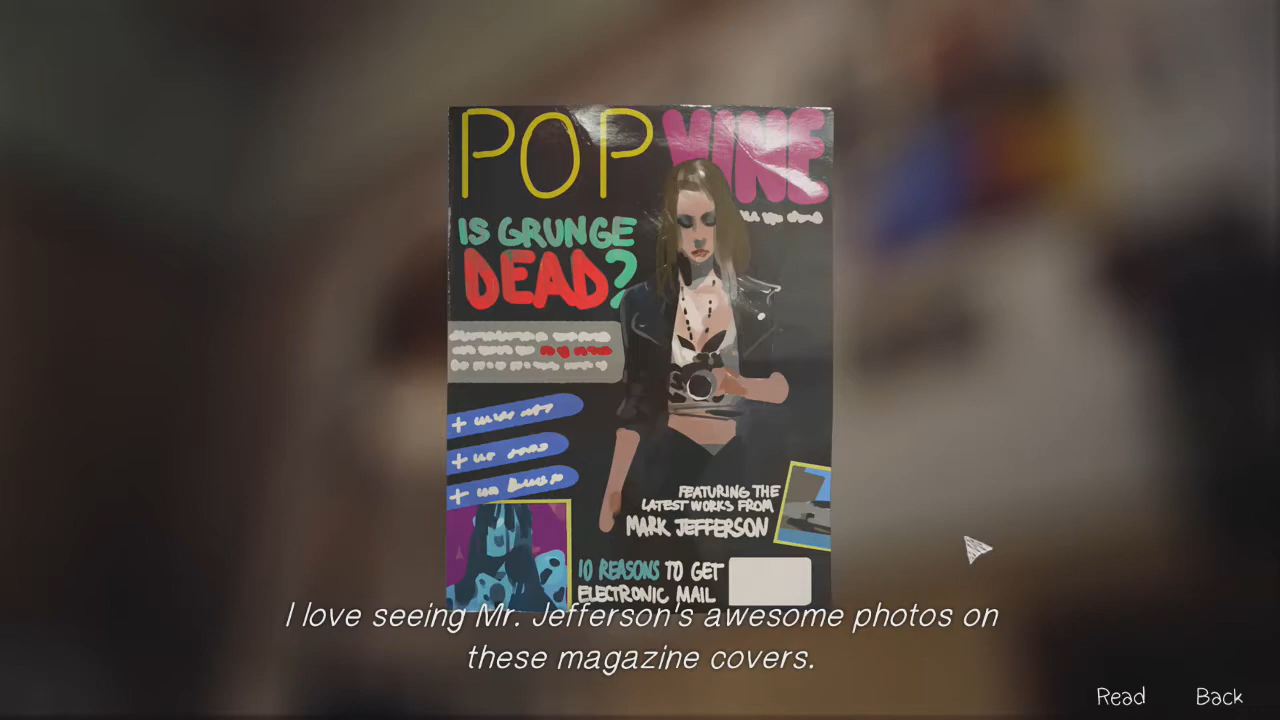 POP VINE
IS GRUNGE
DEAD?
FEATURING THE
LATEST WORKS FROM
MARK JEFFERSON
10 REASONS TO GET
ELECTRONIC MAIL
I love seeing Mr. Jefferson's awesome photos on
these magazine covers.
Read Back